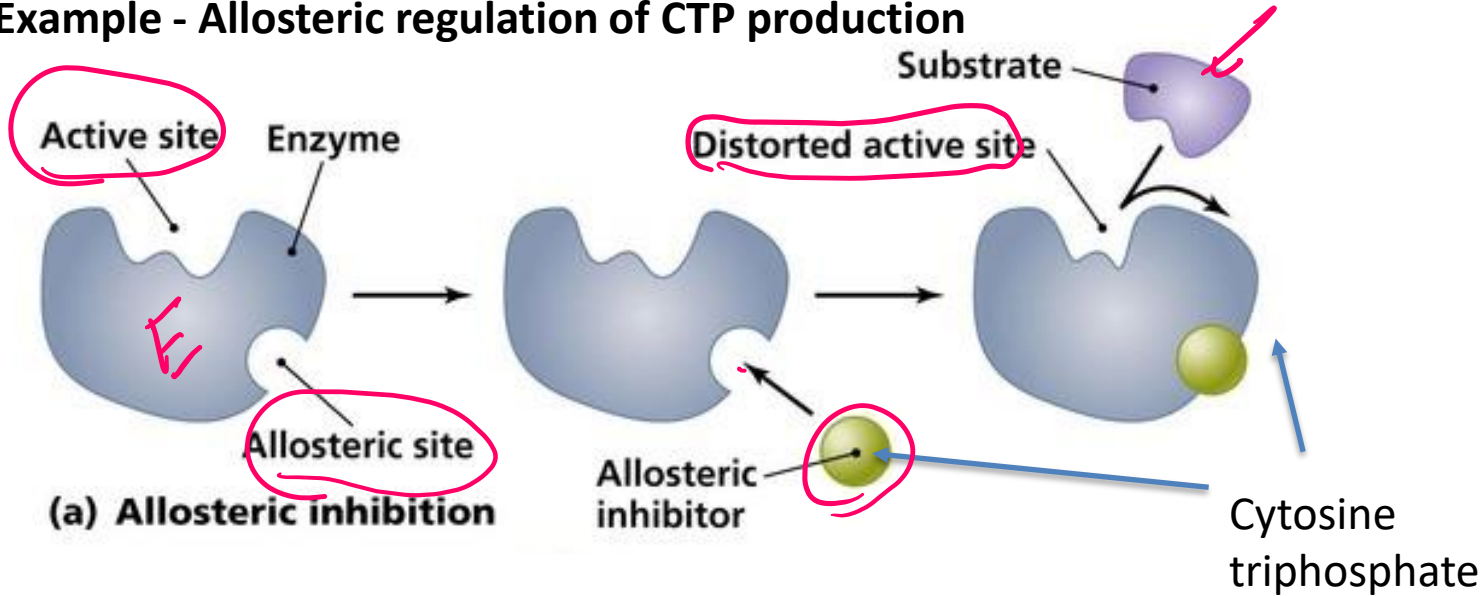 Example - Allosteric regulation of CTP production
Substrate
Active site
Enzyme
Distorted active site
E
Allosteric site
Allosteric
inhibitor
(a) Allosteric inhibition
Cytosine
triphosphate